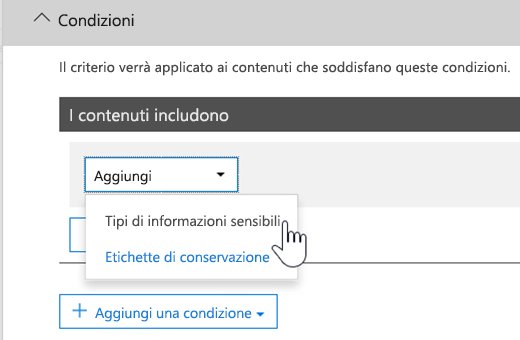 Condizioni
Il criterio verrà applicato ai contenuti che soddisfano queste condizioni.
I contenuti includono
Aggiungi
Tipi di informazioni sensibili
Etichette di conservazione
Aggiungi una condizione